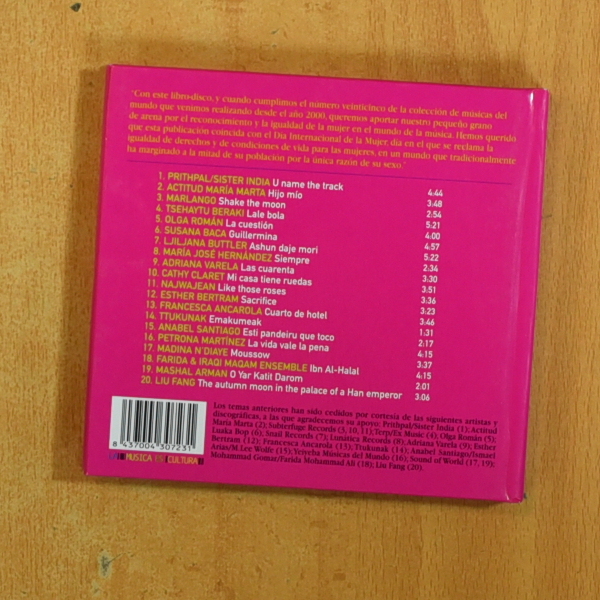 "Con este libro-disco, y cuando cumplimos el número veinticinco de la colección de músicas del
mundo que venimos realizando desde el año 2000, queremos aportar nuestro pequeño grano
de arena por el reconocimiento y la igualdad de la mujer en el mundo de la música. Hemos querido
que esta publicación coincida con el Día Internacional de la Mujer, día en el que se reclama la
igualdad de derechos y de condiciones de vida para las mujeres, en un mundo que tradicionalmente
ha marginado a la mitad de su población por la única razón de su sexo."
1. PRITHPAL/SISTER INDIA U name the track 4:44
2. ACTITUD MARÍA MARTA Hijo mío 3:48
3. MARLANGO Shake the moon 2:54
4. TSEHAYTU BERAKI Lale bola 5:21
5. OLGA ROMÁN La cuestión 4:00
6. SUSANA BACA Guillermina 4:57
7. LJILJANA BUTTLER Ashun daje mori 5:22
8. MARÍA JOSÉ HERNÁNDEZ Siempre 2:34
9. ADRIANA VARELA Las cuarenta 3:30
10. CATHY CLARET Mi casa tiene ruedas 3:51
11. NAJWAJEAN Like those roses 3:36
12. ESTHER BERTRAM Sacrifice 3:23
13. FRANCESCA ANCAROLA Cuarto de hotel 3:46
14. TTUKUNAK Emakumeak 1:31
15. ANABEL SANTIAGO Esti pandeiru que toco 2:17
16. PETRONA MARTÍNEZ La vida vale la pena 4:15
17. MADINA N'DIAYE Moussow 3:37
18. FARIDA & IRAQI MAQAM ENSEMBLE Ibn Al-Halal 4:15
19. MASHAL ARMAN O Yar Katit Darom 2:01
20. LIU FANG The autumn moon in the palace of a Han emperor 3:06
Los temas anteriores han sido cedidos por cortesía de las siguientes artistas y
discográficas, a las que agradecemos su apoyo: Prithpal/Sister India (1); Actitud
María Marta (2); Subterfuge Records (3, 10, 11); Terp/Ex Music (4); Olga Román (5);
Luaka Bop (6); Snail Records (7); Lunática Records (8); Adriana Varela (9); Esther
Bertram (12); Francesca Ancarola (13); Ttukunak (14); Anabel Santiago/Ismael
Arias/M.Lee Wolfe (15); Yeiyeba Músicas del Mundo (16); Sound of World (17, 19);
Mohammad Gomar/Farida Mohammad Ali (18); Liu Fang (20).
8 437004 307231
MUSICA CULTURA